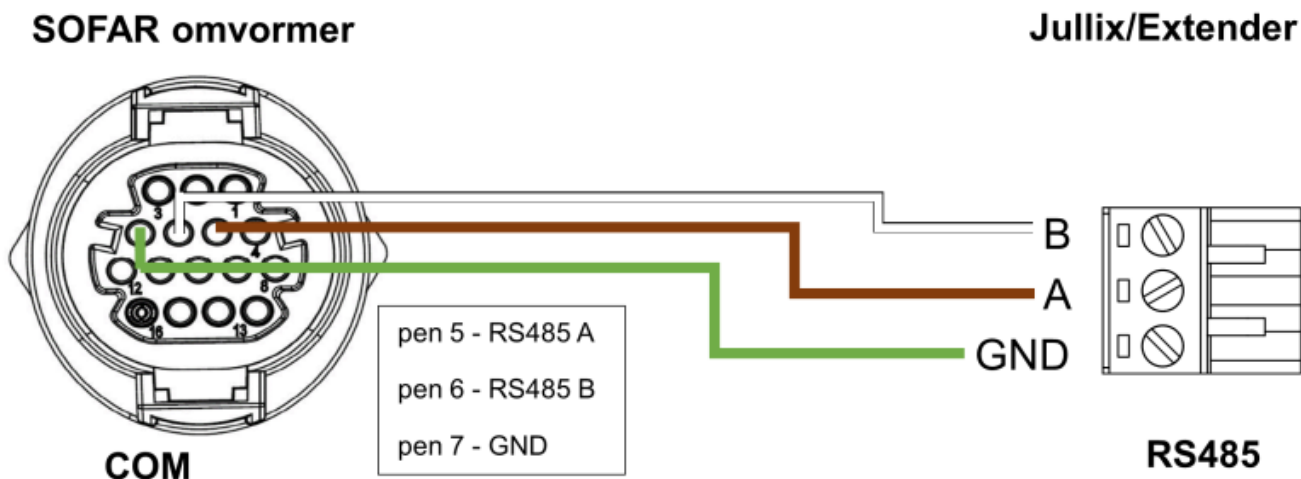 SOFAR omvormer
Jullix/Extender
3
1
4
12
8
16
13
B
A
GND
pen 5 - RS485 A
pen 6 - RS485 B
pen 7 - GND
COM
RS485